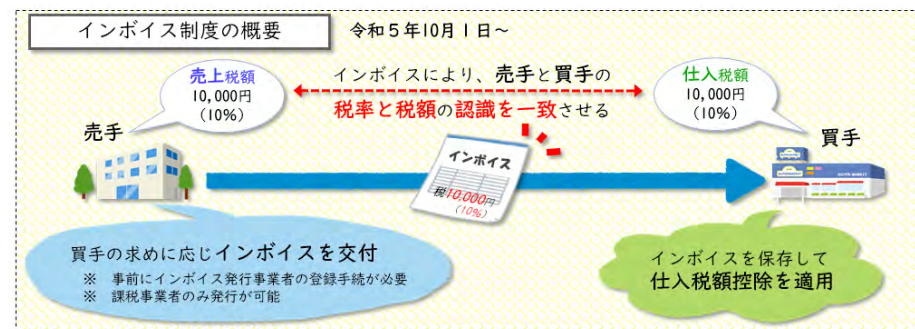 インボイス制度の概要
令和5年10月1日～
売上税額
10,000円
(10%)
インボイスにより、売手と買手の
税率と税額の認識を一致させる
仕入税額
10,000円
(10%)
売手
買手
インボイス
税10,000円
(10%)
買手の求めに応じインボイスを交付
※ 事前にインボイス発行事業者の登録手続が必要
※ 課税事業者のみ発行が可能
インボイスを保存して
仕入税額控除を適用